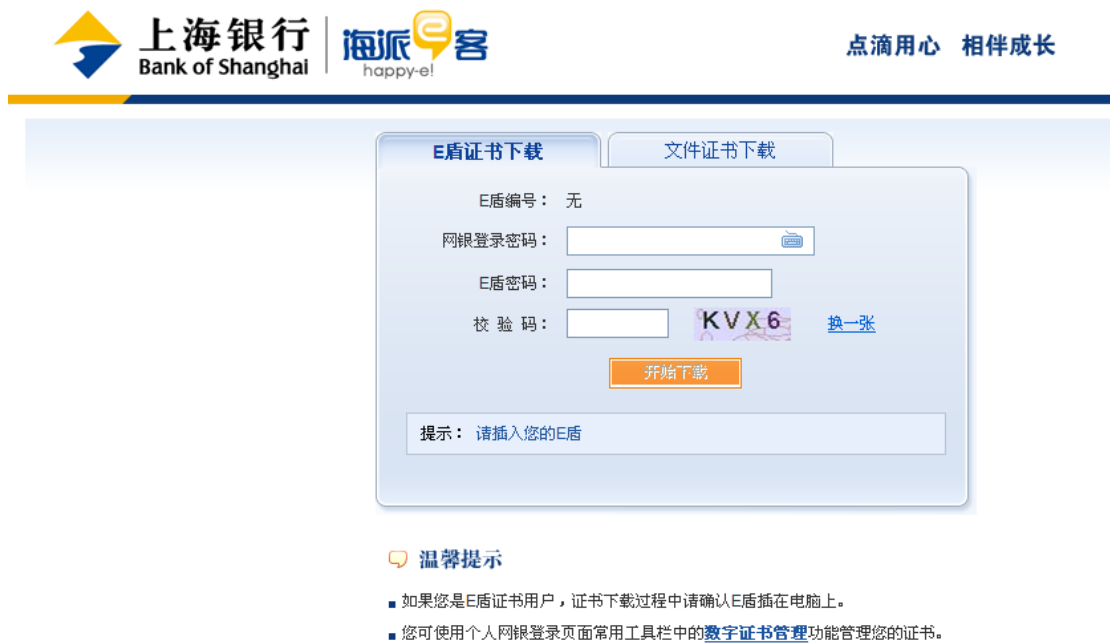 上海银行 海派e客
Bank of Shanghai happy-e!
点滴用心 相伴成长
E盾证书下载 文件证书下载
E盾编号： 无
网银登录密码：
E盾密码：
校 验 码： KVX6 换一张
开始下载
提示： 请插入您的E盾
温馨提示
如果您是E盾证书用户，证书下载过程中请确认E盾插在电脑上。
您可使用个人网银登录页面常用工具栏中的数字证书管理功能管理您的证书。